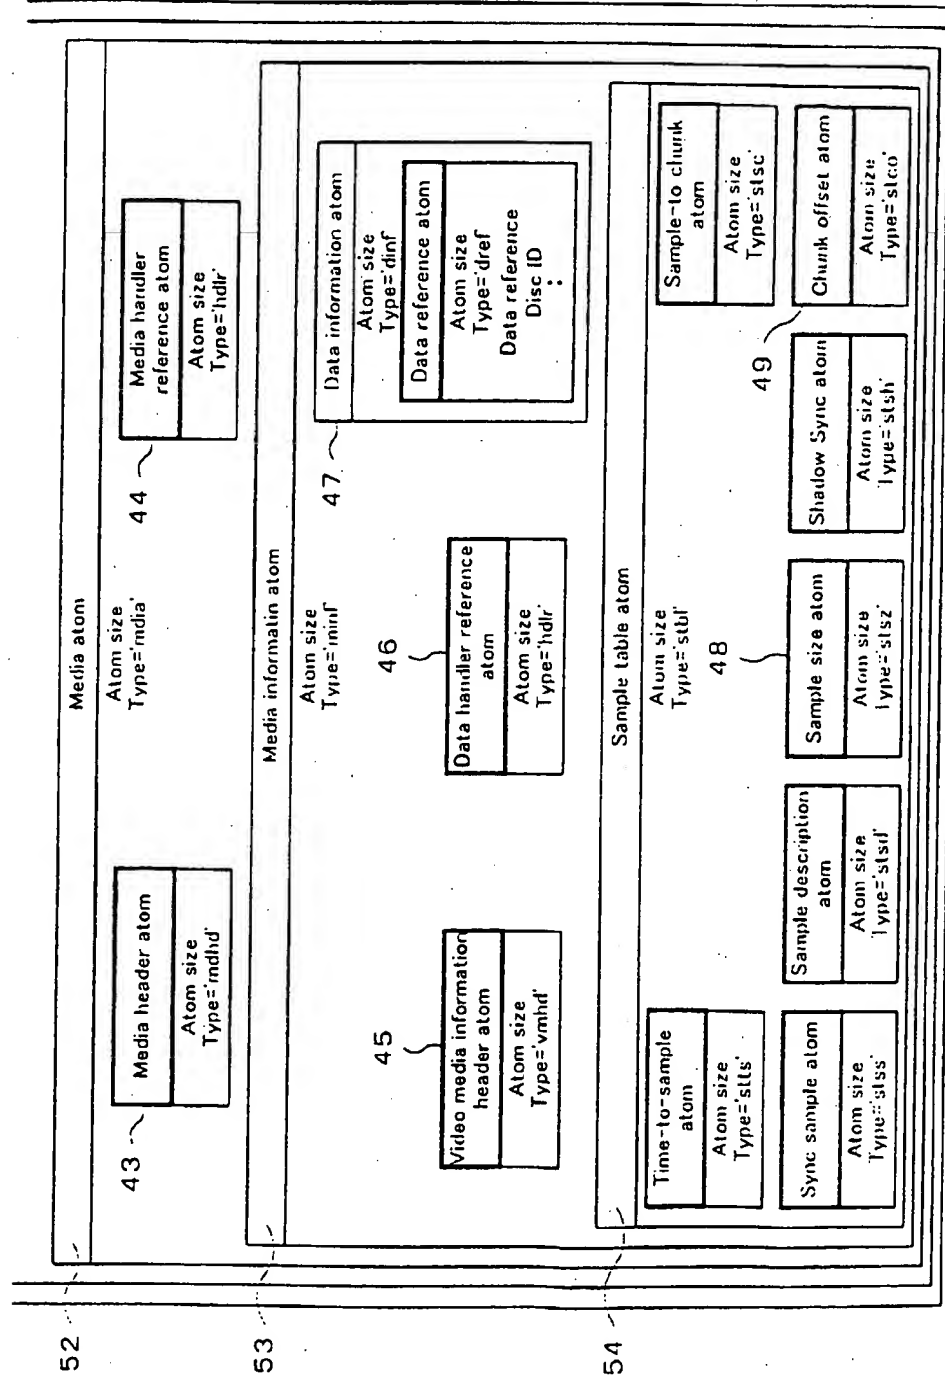 52
Media atom
Atom size
Type='mdia'
43
Media header atom
Atom size
Type='mdhd'
44
Media handler
reference atom
Atom size
Type='hdlr'
53
Media informatin atom
Atom size
Type='minf'
45
Video media information
header atom
Atom size
Type='vmhd'
46
Data handler reference
atom
Atom size
Type='hdlr'
47
Data information atom
Atom size
Type='dinf'
Data reference atom
Atom size
Type='dref'
Data reference
Disc ID
⋮
54
Sample table atom
Atom size
Type='stbl'
Time-to-sample
atom
Atom size
Type='stts'
Sync sample atom
Atom size
Type='stss'
Sample description
atom
Atom size
Type='stsd'
48
Sample size atom
Atom size
Type='stsz'
Shadow Sync atom
Atom size
Type='stsh'
Sample-to chunk
atom
Atom size
Type='stsc'
49
Chunk offset atom
Atom size
Type='stco'